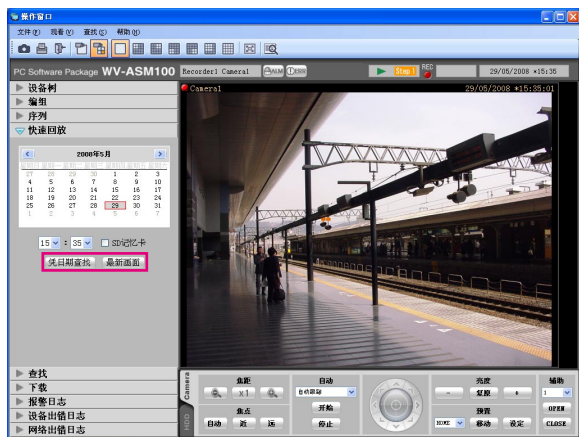 操作窗口
文件(F) 现看(V) 查找(S) 帮助(H)
PC Software Package WV-ASM100
Recorder1 Camera1 ALM ESS Step 1 REC 29/05/2008 *15:35
设备树
编组
序列
快速回放
2008年5月
27 28 29 30 1 2 3
4 5 6 7 8 9 10
11 12 13 14 15 16 17
18 19 20 21 22 23 24
25 26 27 28 29 30 31
1 2 3 4 5 6 7
15 : 35 SD记忆卡
凭日期查找 最新画面
Camera1 29/05/2008 *15:35:01
查找
下载
报警日志
设备出错日志
网络出错日志
Camera
HDD
焦距 自动 亮度 辅助
x1 自动跟踪 - 复原 + 1
焦点 开始 预置 OPEN
自动 近 远 停止 HOME 移动 设定 CLOSE